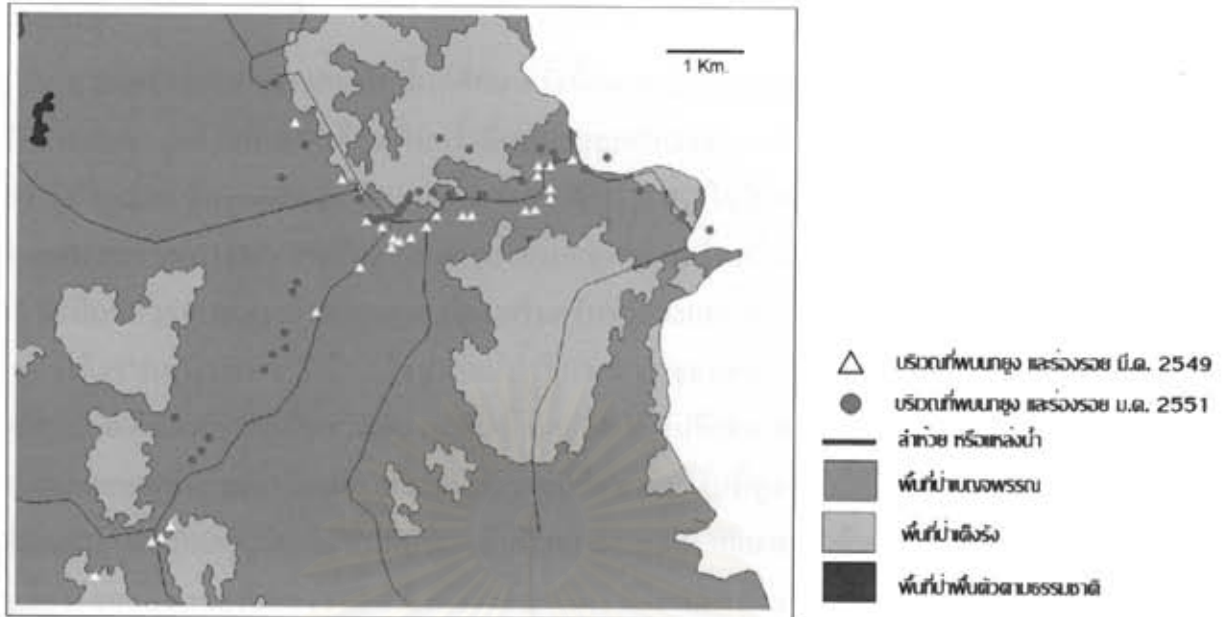 1 Km.
บริเวณที่พบนกยูง และร่องรอย มี.ค. 2549
บริเวณที่พบนกยูง และร่องรอย ม.ค. 2551
ลำห้วย หรือแหล่งน้ำ
พื้นที่ป่าเบญจพรรณ
พื้นที่ป่าเต็งรัง
พื้นที่ป่าฟื้นตัวตามธรรมชาติ